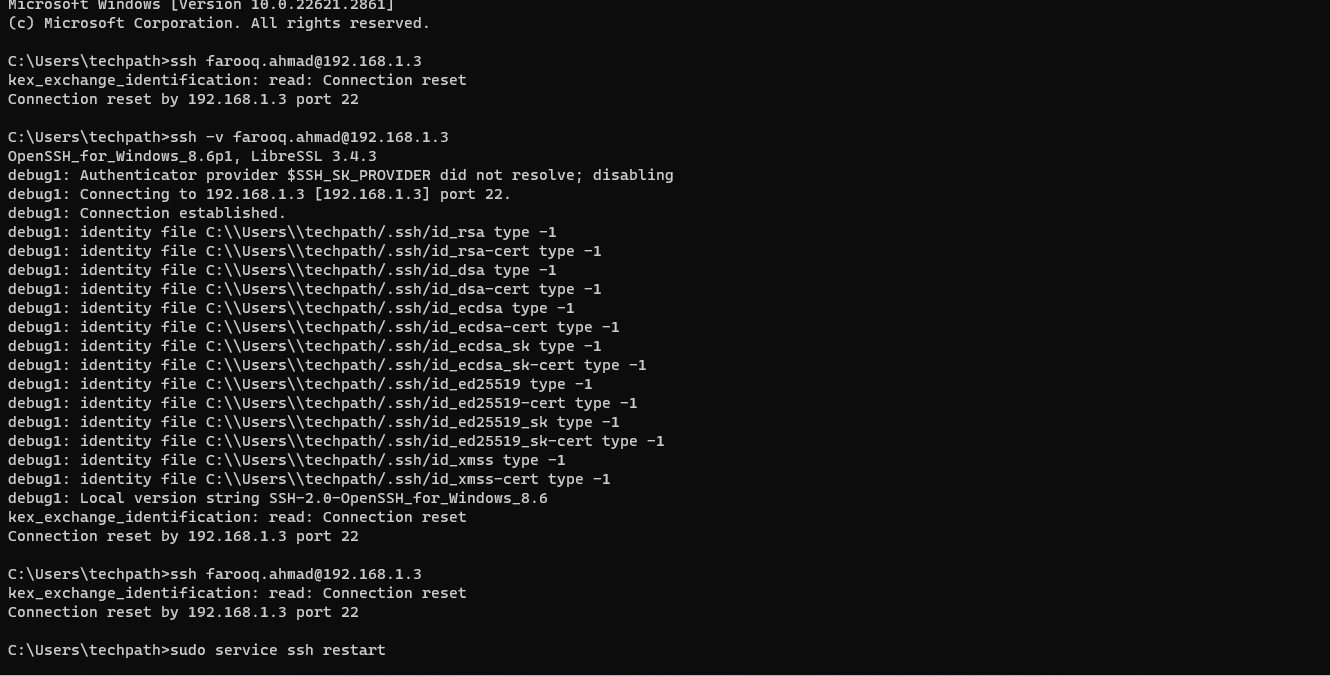 Microsoft Windows [Version 10.0.22621.2861]
(c) Microsoft Corporation. All rights reserved.
C:\Users\techpath>ssh farooq.ahmad@192.168.1.3
kex_exchange_identification: read: Connection reset
Connection reset by 192.168.1.3 port 22
C:\Users\techpath>ssh -v farooq.ahmad@192.168.1.3
OpenSSH_for_Windows_8.6p1, LibreSSL 3.4.3
debug1: Authenticator provider $SSH_SK_PROVIDER did not resolve; disabling
debug1: Connecting to 192.168.1.3 [192.168.1.3] port 22.
debug1: Connection established.
debug1: identity file C:\\Users\\techpath/.ssh/id_rsa type -1
debug1: identity file C:\\Users\\techpath/.ssh/id_rsa-cert type -1
debug1: identity file C:\\Users\\techpath/.ssh/id_dsa type -1
debug1: identity file C:\\Users\\techpath/.ssh/id_dsa-cert type -1
debug1: identity file C:\\Users\\techpath/.ssh/id_ecdsa type -1
debug1: identity file C:\\Users\\techpath/.ssh/id_ecdsa-cert type -1
debug1: identity file C:\\Users\\techpath/.ssh/id_ecdsa_sk type -1
debug1: identity file C:\\Users\\techpath/.ssh/id_ecdsa_sk-cert type -1
debug1: identity file C:\\Users\\techpath/.ssh/id_ed25519 type -1
debug1: identity file C:\\Users\\techpath/.ssh/id_ed25519-cert type -1
debug1: identity file C:\\Users\\techpath/.ssh/id_ed25519_sk type -1
debug1: identity file C:\\Users\\techpath/.ssh/id_ed25519_sk-cert type -1
debug1: identity file C:\\Users\\techpath/.ssh/id_xmss type -1
debug1: identity file C:\\Users\\techpath/.ssh/id_xmss-cert type -1
debug1: Local version string SSH-2.0-OpenSSH_for_Windows_8.6
kex_exchange_identification: read: Connection reset
Connection reset by 192.168.1.3 port 22
C:\Users\techpath>ssh farooq.ahmad@192.168.1.3
kex_exchange_identification: read: Connection reset
Connection reset by 192.168.1.3 port 22
C:\Users\techpath>sudo service ssh restart